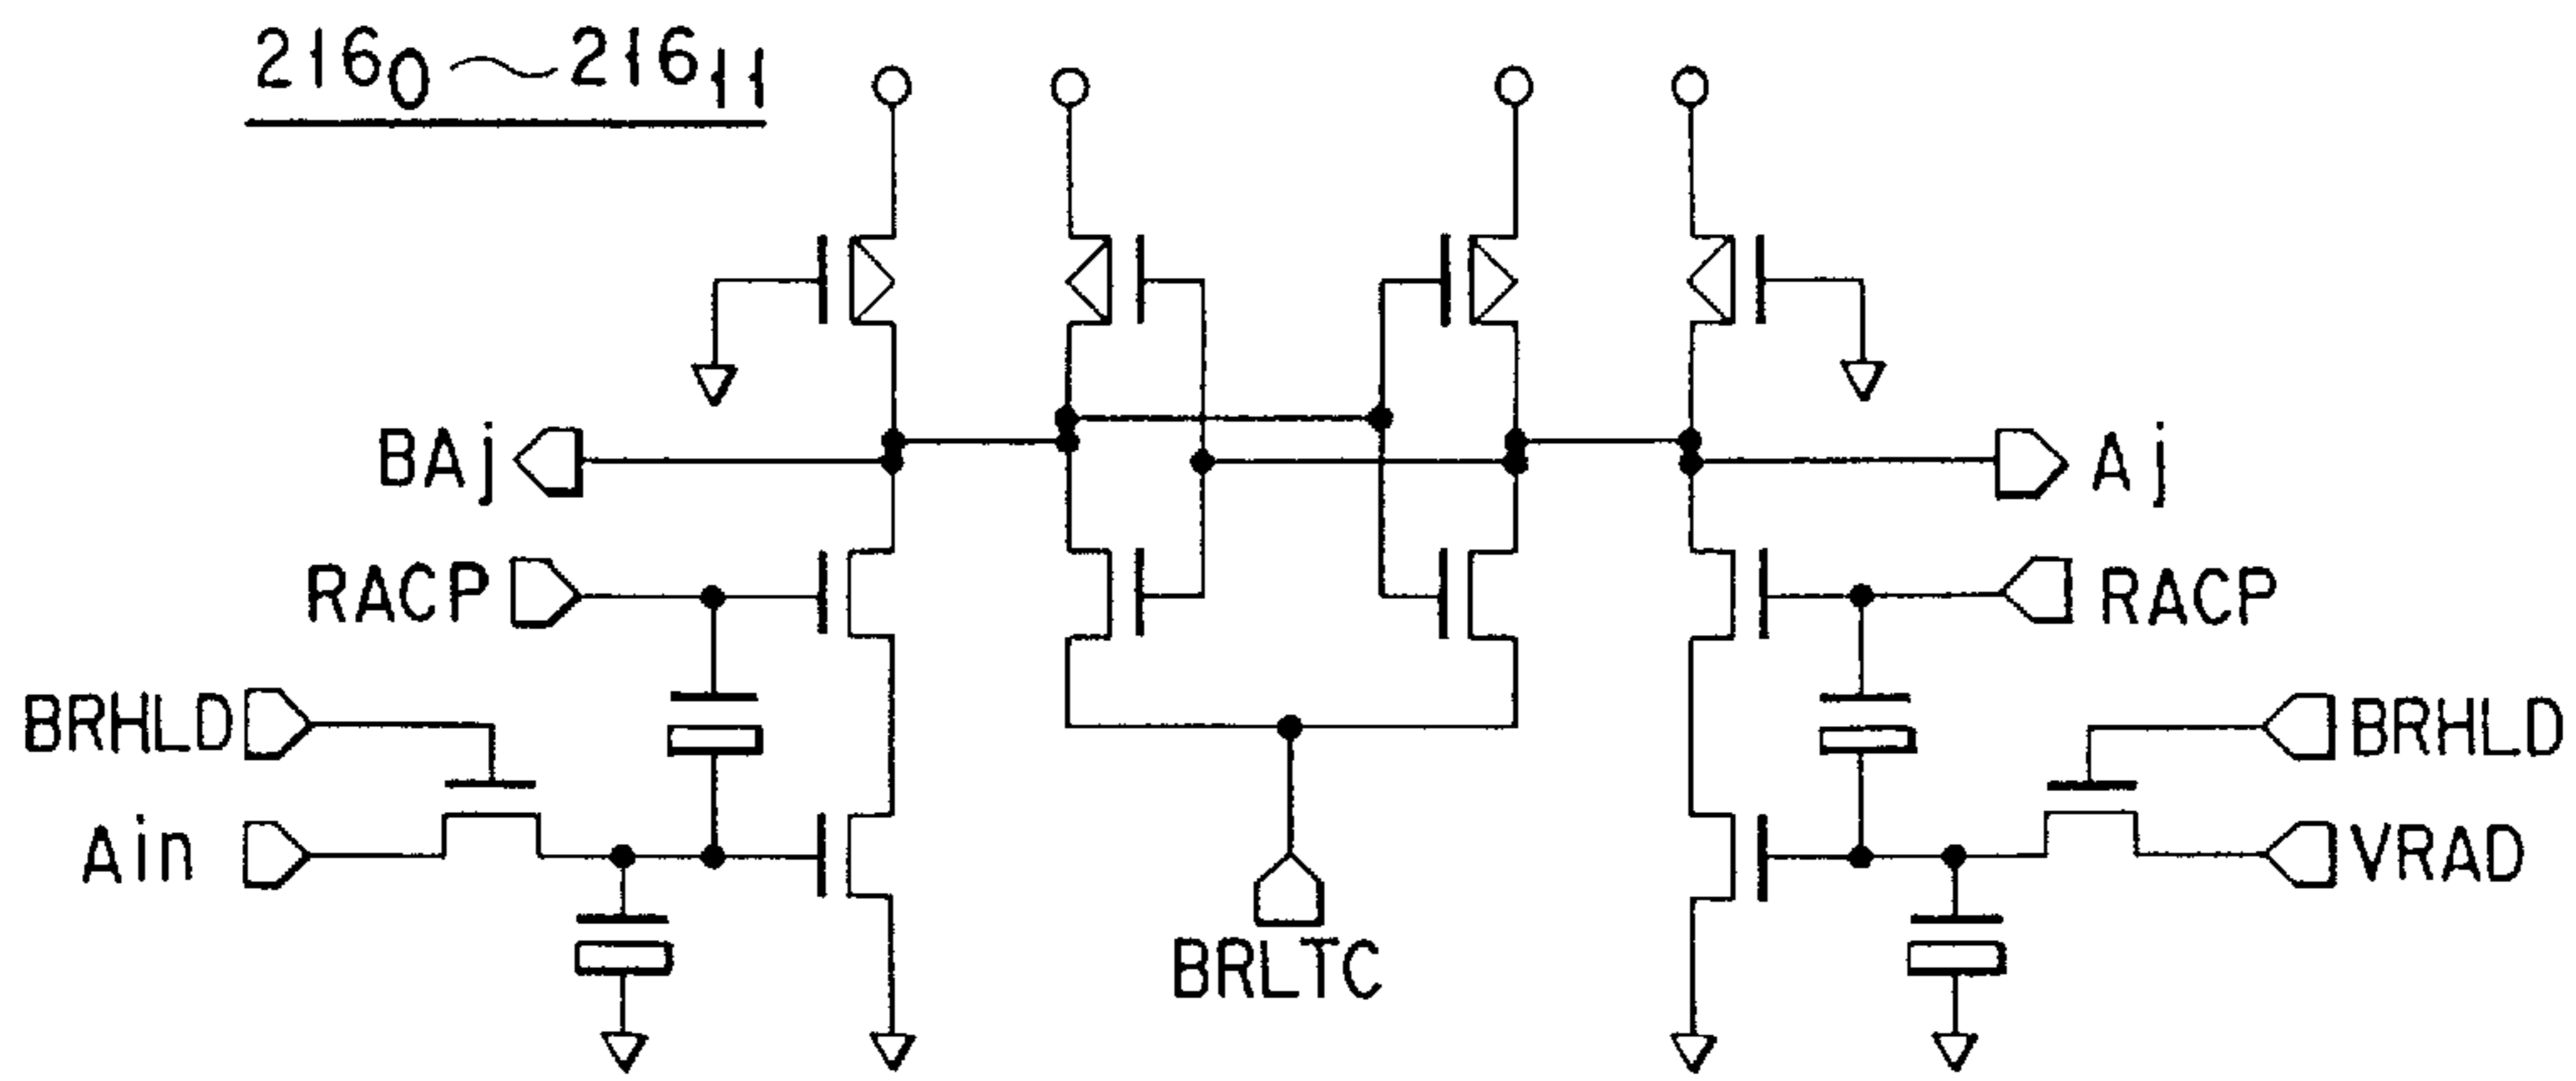 216₀～216₁₁
BAj
Aj
RACP
RACP
BRHLD
BRHLD
Ain
VRAD
BRLTC